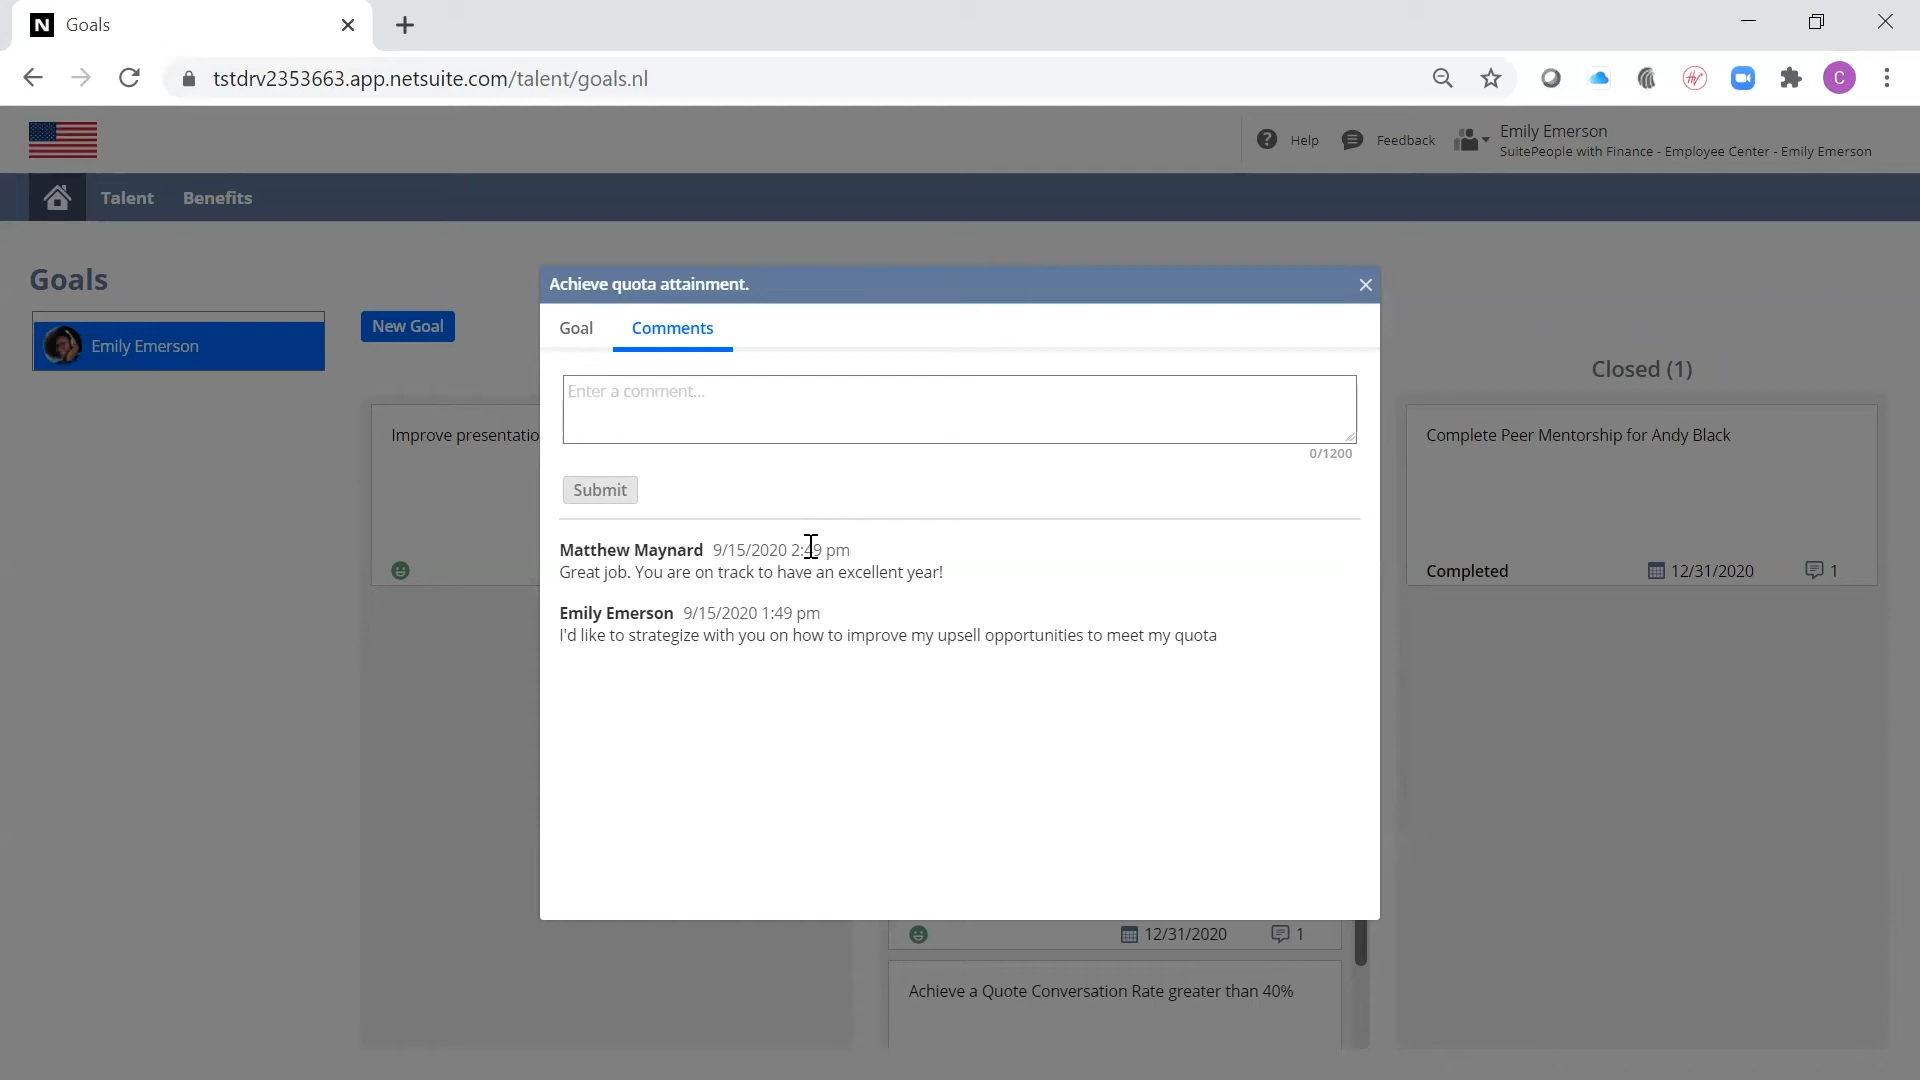 N Goals
tstdrv2353663.app.netsuite.com/talent/goals.nl
C
Help Feedback Emily Emerson
SuitePeople with Finance - Employee Center - Emily Emerson
Talent Benefits
Goals
Emily Emerson
New Goal
Improve presentatio
Achieve quota attainment.
Goal Comments
Enter a comment...
0/1200
Submit
Matthew Maynard 9/15/2020 2:49 pm
Great job. You are on track to have an excellent year!
Emily Emerson 9/15/2020 1:49 pm
I'd like to strategize with you on how to improve my upsell opportunities to meet my quota
12/31/2020 1
Achieve a Quote Conversation Rate greater than 40%
Closed (1)
Complete Peer Mentorship for Andy Black
Completed 12/31/2020 1